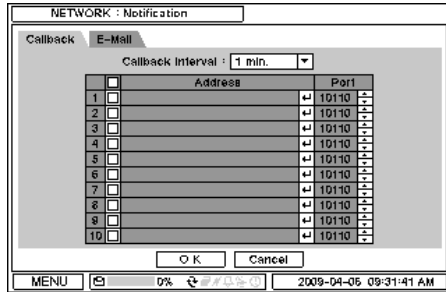 NETWORK : Notification
Callback E-Mail
Callback Interval : 1 min.
Address Port
1 10110
2 10110
3 10110
4 10110
5 10110
6 10110
7 10110
8 10110
9 10110
10 10110
OK Cancel
MENU 0% 2009-04-06 09:31:41 AM